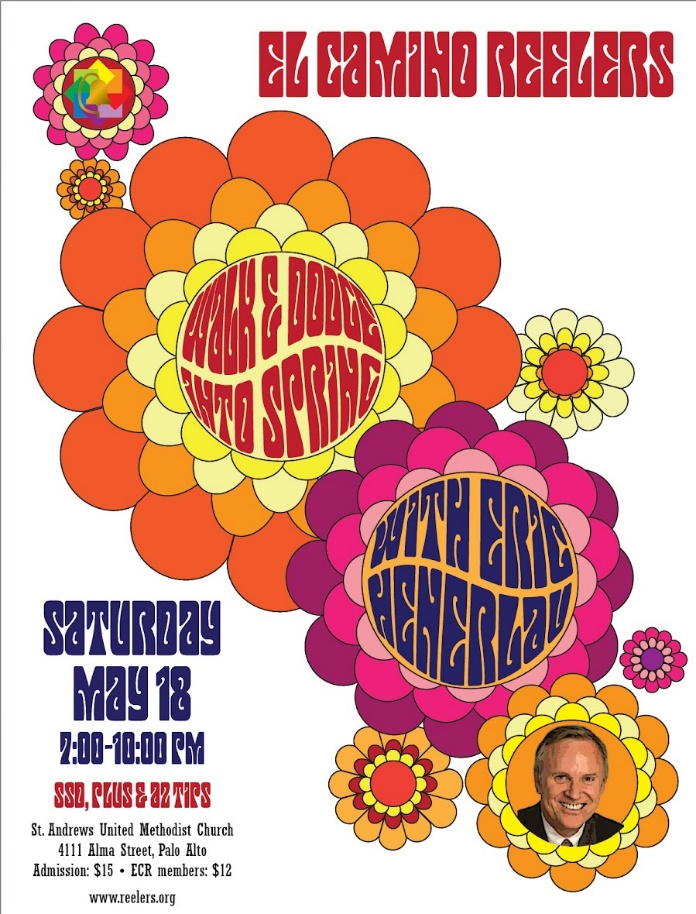 EL CAMINO REELERS
WALK & DODGE
INTO SPRING
WITH ERIC
HENERLAU
SATURDAY
MAY 18
7:00-10:00 PM
SSD, PLUS & A2 TIPS
St. Andrews United Methodist Church
4111 Alma Street, Palo Alto
Admission: $15 • ECR members: $12
www.reelers.org